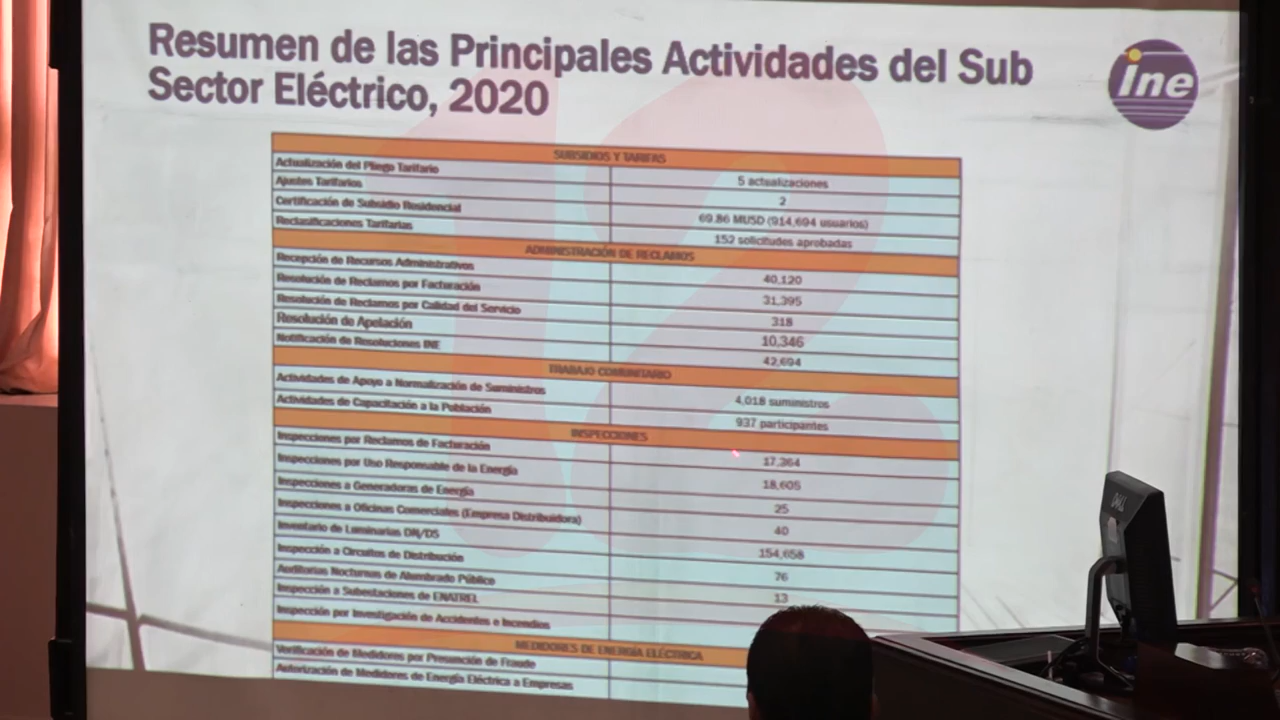 Resumen de las Principales Actividades del Sub
Sector Eléctrico, 2020
ine
SUBSIDIOS Y TARIFAS
Actualización del Pliego Tarifario 5 actualizaciones
Ajustes Tarifarios 2
Certificación de Subsidio Residencial 69.86 MUSD (914,694 usuarios)
Reclasificaciones Tarifarias 152 solicitudes aprobadas
ADMINISTRACIÓN DE RECLAMOS
Recepción de Recursos Administrativos 40,120
Resolución de Reclamos por Facturación 31,395
Resolución de Reclamos por Calidad del Servicio 318
Resolución de Apelación 10,346
Notificación de Resoluciones INE 42,694
TRABAJO COMUNITARIO
Actividades de Apoyo a Normalización de Suministros 4,018 suministros
Actividades de Capacitación a la Población 937 participantes
INSPECCIONES
Inspecciones por Reclamos de Facturación 17,364
Inspecciones por Uso Responsable de la Energía 18,605
Inspecciones a Generadoras de Energía 25
Inspecciones a Oficinas Comerciales (Empresa Distribuidora) 40
Inventario de Luminarias DN/DS 154,658
Inspección a Circuitos de Distribución 76
Auditorias Nocturnas de Alumbrado Público 13
Inspección a Subestaciones de ENATREL
Inspección por Investigación de Accidentes e Incendios
MEDIDORES DE ENERGÍA ELÉCTRICA
Verificación de Medidores por Presunción de Fraude
Autorización de Medidores de Energía Eléctrica a Empresas
DELL